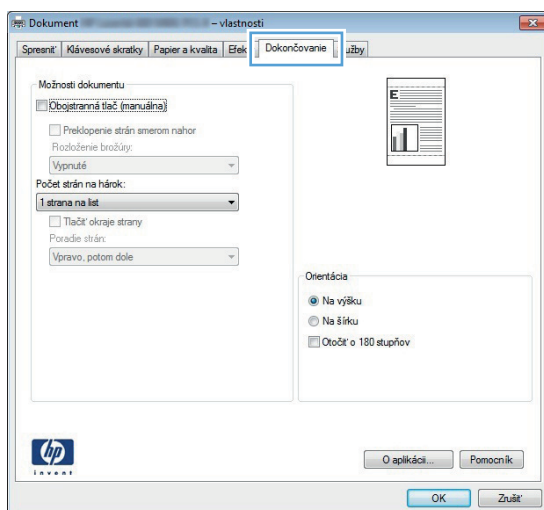 Dokument – vlastnosti
Spresniť Klávesové skratky Papier a kvalita Dokončovanie
Možnosti dokumentu
Obojstranná tlač (manuálna)
Preklopenie strán smerom nahor
Rozloženie brožúry:
Vypnuté
Počet strán na hárok:
1 strana na list
Tlačiť okraje strany
Poradie strán:
Vpravo, potom dole
E
Orientácia
Na výšku
Na šírku
Otočiť o 180 stupňov
hp
invent
O aplikácii... Pomocník
OK Zrušiť